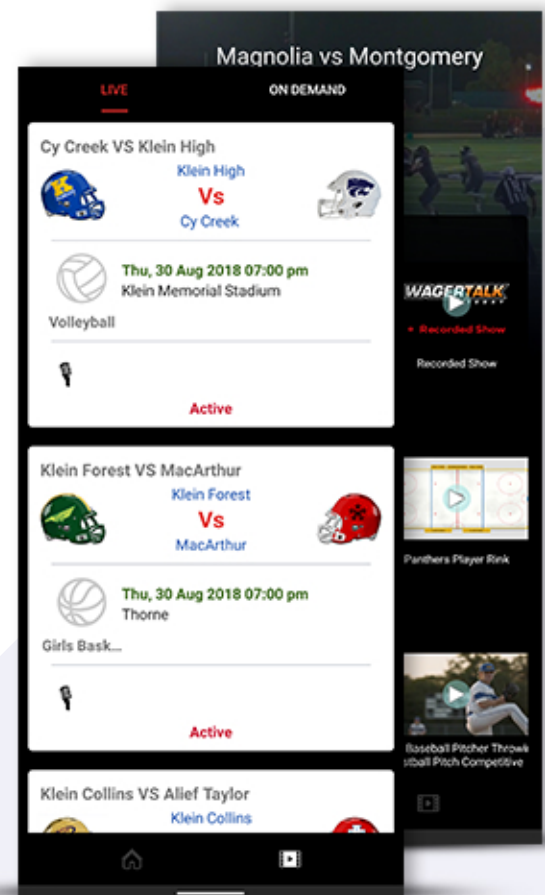 Magnolia vs Montgomery
LIVE
ON DEMAND
Cy Creek VS Klein High
Klein High
Vs
Cy Creek
Thu, 30 Aug 2018 07:00 pm
Klein Memorial Stadium
Volleyball
Active
Klein Forest VS MacArthur
Klein Forest
Vs
MacArthur
Thu, 30 Aug 2018 07:00 pm
Thorne
Girls Bask...
Active
Klein Collins VS Alief Taylor
Klein Collins
WAGERTALK
• Recorded Show
Recorded Show
Panthers Player Rink
Baseball Pitcher Throwi
stball Pitch Competitive